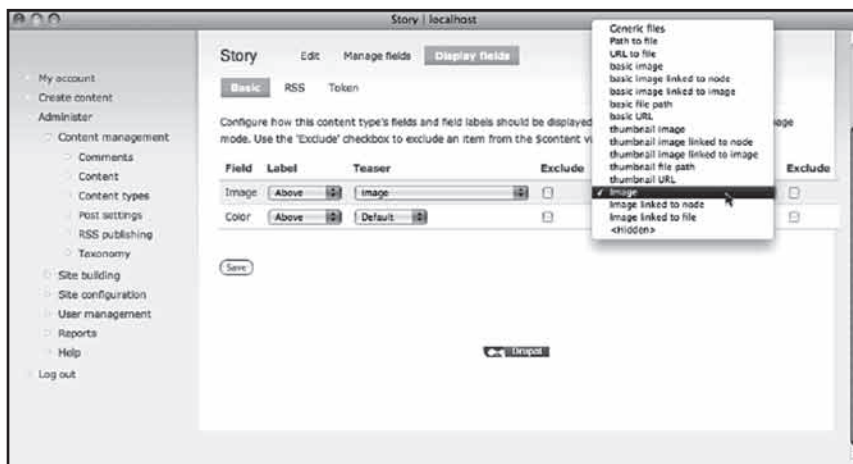 Story | localhost
My account
Create content
Administer
Content management
Comments
Content
Content types
Post settings
RSS publishing
Taxonomy
Site building
Site configuration
User management
Reports
Help
Log out
Story Edit Manage fields Display fields
Basic RSS Token
Configure how this content type's fields and field labels should be displayed
mode. Use the 'Exclude' checkbox to exclude an item from the $content
Field Label Teaser Exclude Exclude
Image Above Image
Color Above Default
Save
Drupal
Generic files
Path to file
URL to file
basic image
basic image linked to node
basic image linked to image
basic file path
basic URL
thumbnail image
thumbnail image linked to node
thumbnail image linked to image
thumbnail file path
thumbnail URL
✓ Image
Image linked to node
Image linked to file
<Hidden>